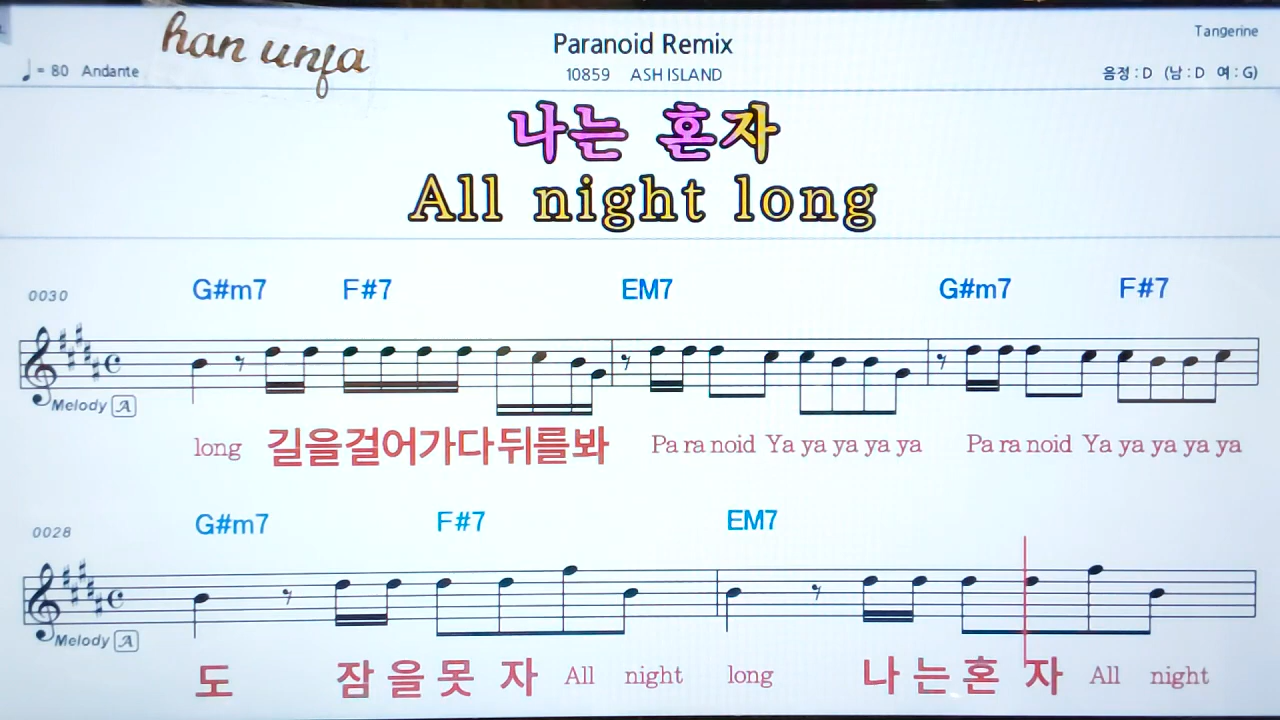 han unja
Paranoid Remix
Tangerine
♩ = 80 Andante
10859 ASH ISLAND
음정 : D (남 : D 여 : G)
나는 혼자
All night long
0030
G#m7 F#7 EM7 G#m7 F#7
Melody A
long 길을걸어가다뒤를봐 Pa ra noid Ya ya ya ya ya Pa ra noid Ya ya ya ya ya
0028
G#m7 F#7 EM7
Melody A
도 잠 을 못 자 All night long 나 는 혼 자 All night